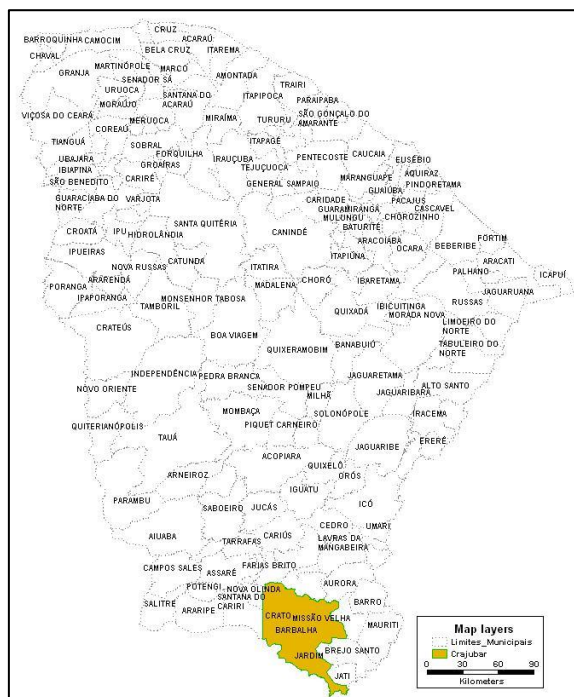 CRUZ
BARROQUINHA CAMOCIM ACARAÚ
CHAVAL BELA CRUZ ITAREMA
MARTINÓPOLE MARCO
GRANJA SENADOR SÁ AMONTADA
URUOCA SANTANA DO ACARAÚ ITAPIPOCA TRAIRI
MORAÚJO PARAIPABA
VIÇOSA DO CEARÁ MERUOCA MIRAÍMA TURURU SÃO GONÇALO DO AMARANTE
COREAÚ
TIANGUÁ SOBRAL ITAPAGÉ
UBAJARA FORQUILHA IRAUÇUBA PENTECOSTE CAUCAIA EUSÉBIO
IBIAPINA GROAÍRAS TEJUÇUOCA AQUIRAZ
SÃO BENEDITO CARIRÉ GENERAL SAMPAIO MARANGUAPE PINDORETAMA
GUAIÚBA
GUARACIABA DO NORTE VARJOTA CARIDADE PACAJUS
GUARAMIRANGA CASCAVEL
SANTA QUITÉRIA MULUNGU CHOROZINHO
CROATÁ IPU HIDROLÂNDIA CANINDÉ BATURITÉ
ARACOIABA OCARA BEBERIBE FORTIM
IPUEIRAS CATUNDA ITAPIÚNA ARACATI
NOVA RUSSAS ITATIRA PALHANO ICAPUÍ
ARARENDÁ MADALENA CHORÓ IBARETAMA
PORANGA JAGUARUANA
IPAPORANGA MONSENHOR TABOSA IBICUITINGA RUSSAS
TAMBORIL QUIXADÁ MORADA NOVA
CRATEÚS LIMOEIRO DO NORTE
BOA VIAGEM BANABUIÚ
QUIXERAMOBIM TABULEIRO DO NORTE
INDEPENDÊNCIA PEDRA BRANCA JAGUARETAMA
NOVO ORIENTE SENADOR POMPEU ALTO SANTO
MILHÃ JAGUARIBARA
MOMBAÇA SOLONÓPOLE IRACEMA
QUITERIANÓPOLIS PIQUET CARNEIRO
TAUÁ JAGUARIBE ERERÊ
ACOPIARA
QUIXELÔ
ARNEIROZ ORÓS
IGUATU
PARAMBU SABOEIRO JUCÁS ICÓ
CEDRO UMARI
AIUABA TARRAFAS CARIÚS LAVRAS DA MANGABEIRA
CAMPOS SALES ASSARÉ FARIAS BRITO
AURORA
POTENGI NOVA OLINDA
SALITRE SANTANA DO CARIRI BARRO
ARARIPE CRATO MISSÃO VELHA
BARBALHA MAURITI
JARDIM BREJO SANTO
JATI
Map layers
Limites_Municipais
Crajubar
0 30 60 90
Kilometers